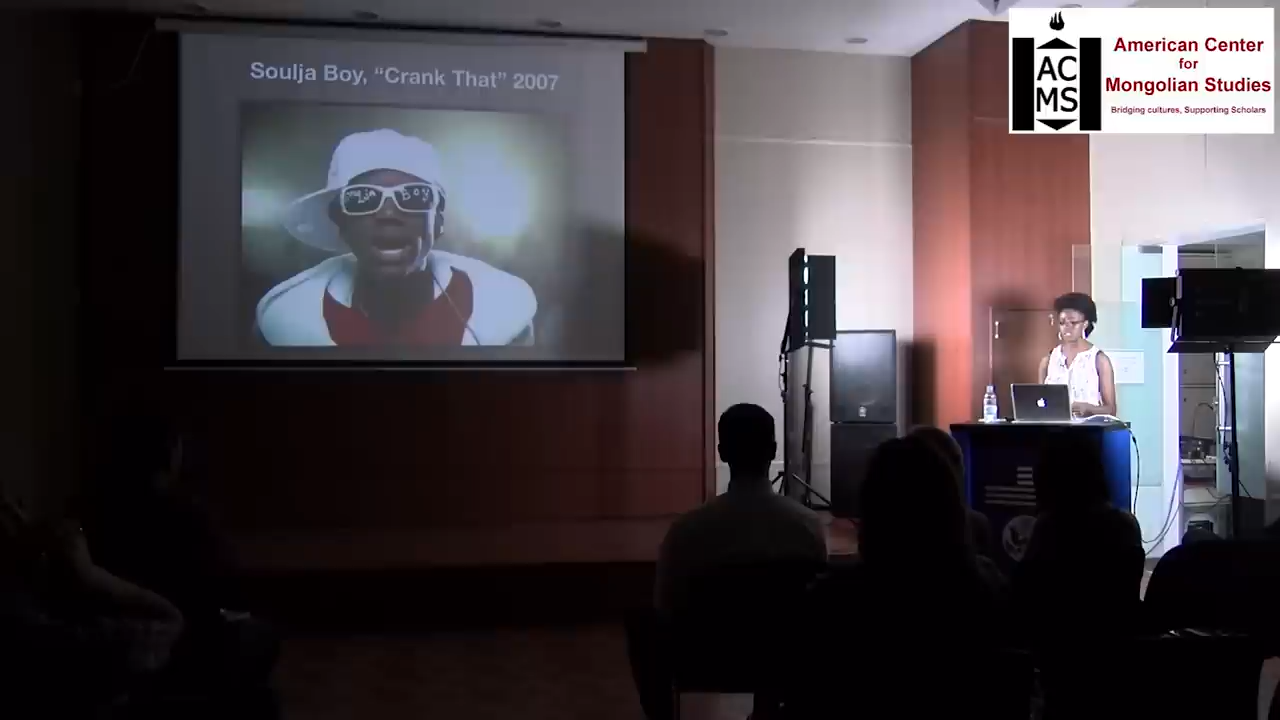 Soulja Boy, “Crank That” 2007
Soulja Boy
ACMS
American Center
for
Mongolian Studies
Bridging cultures, Supporting Scholars